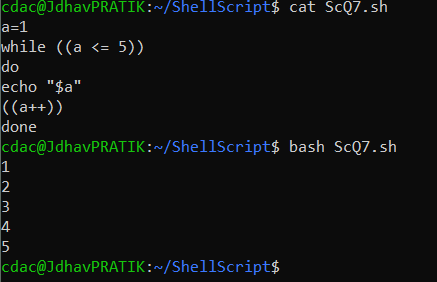 cdac@JdhavPRATIK:~/ShellScript$ cat ScQ7.sh
a=1
while ((a <= 5))
do
echo "$a"
((a++))
done
cdac@JdhavPRATIK:~/ShellScript$ bash ScQ7.sh
1
2
3
4
5
cdac@JdhavPRATIK:~/ShellScript$